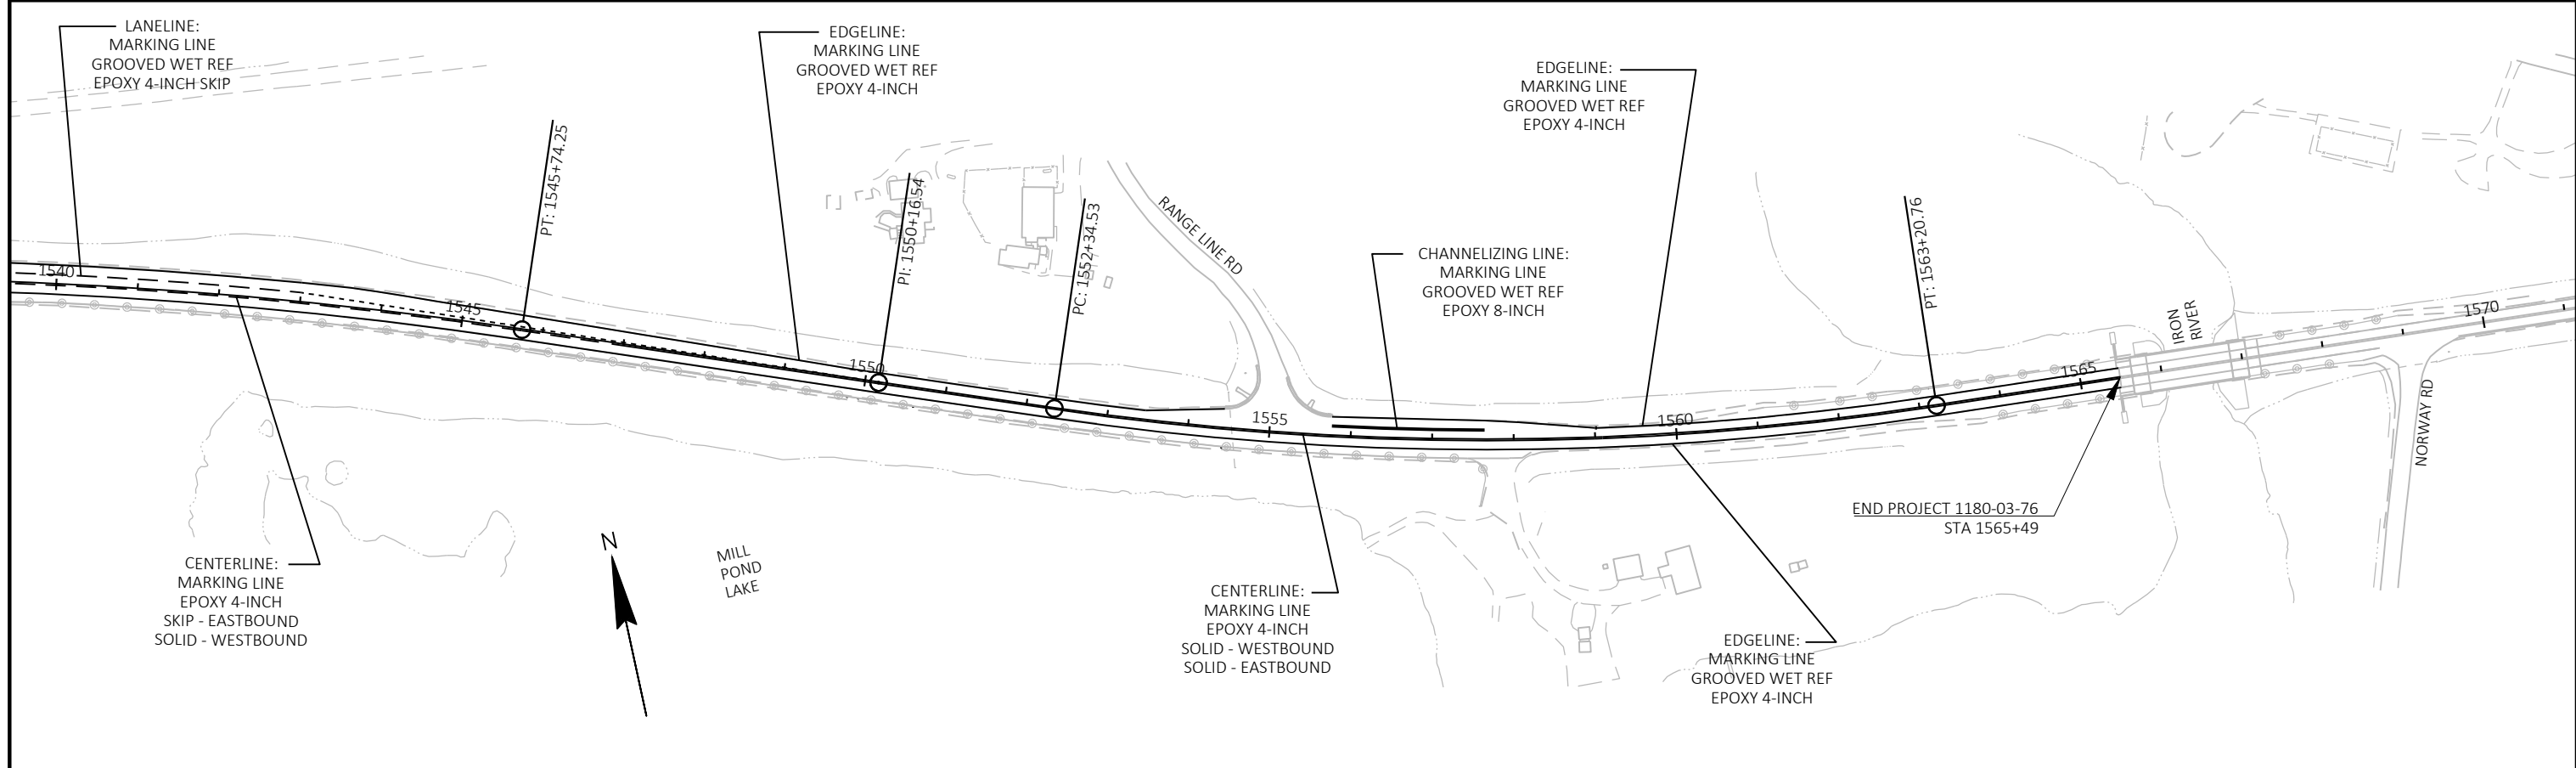 LANELINE:
MARKING LINE
GROOVED WET REF
EPOXY 4-INCH SKIP
EDGELINE:
MARKING LINE
GROOVED WET REF
EPOXY 4-INCH
EDGELINE:
MARKING LINE
GROOVED WET REF
EPOXY 4-INCH
PT: 1545+74.25
PI: 1550+16.54
PC: 1552+34.53
RANGE LINE RD
CHANNELIZING LINE:
MARKING LINE
GROOVED WET REF
EPOXY 8-INCH
PT: 1563+20.76
IRON
RIVER
1540
1545
1550
1555
1560
1565
1570
NORWAY RD
END PROJECT 1180-03-76
STA 1565+49
CENTERLINE:
MARKING LINE
EPOXY 4-INCH
SKIP - EASTBOUND
SOLID - WESTBOUND
N
MILL
POND
LAKE
CENTERLINE:
MARKING LINE
EPOXY 4-INCH
SOLID - WESTBOUND
SOLID - EASTBOUND
EDGELINE:
MARKING LINE
GROOVED WET REF
EPOXY 4-INCH